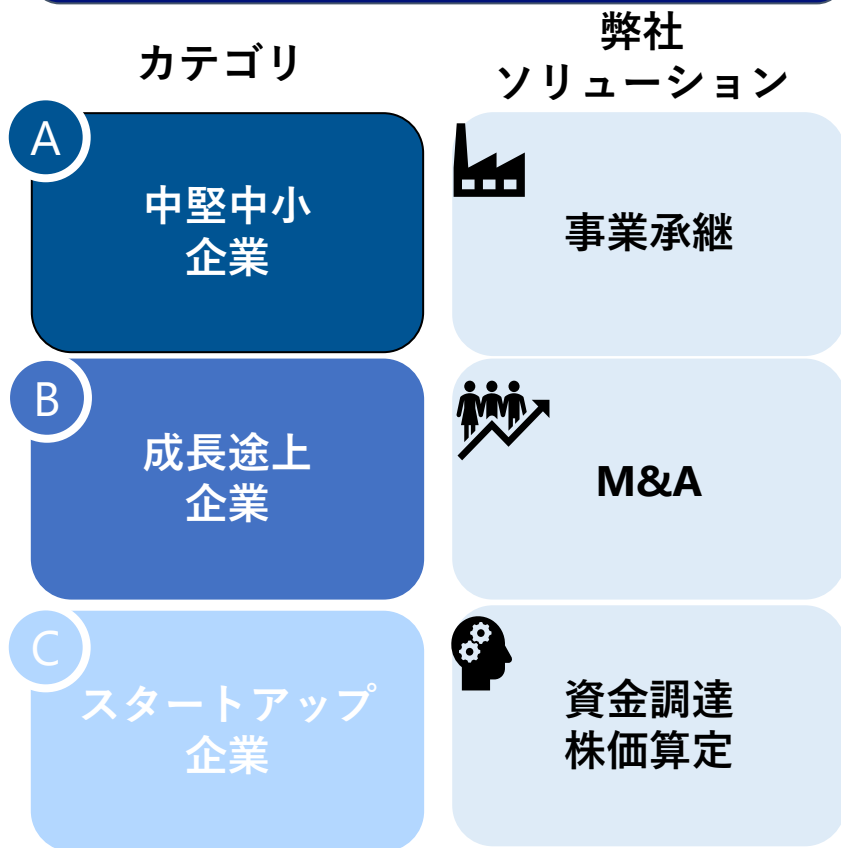 カテゴリ
弊社
ソリューション
A
中堅中小
企業
事業承継
B
成長途上
企業
M&A
C
スタートアップ
企業
資金調達
株価算定